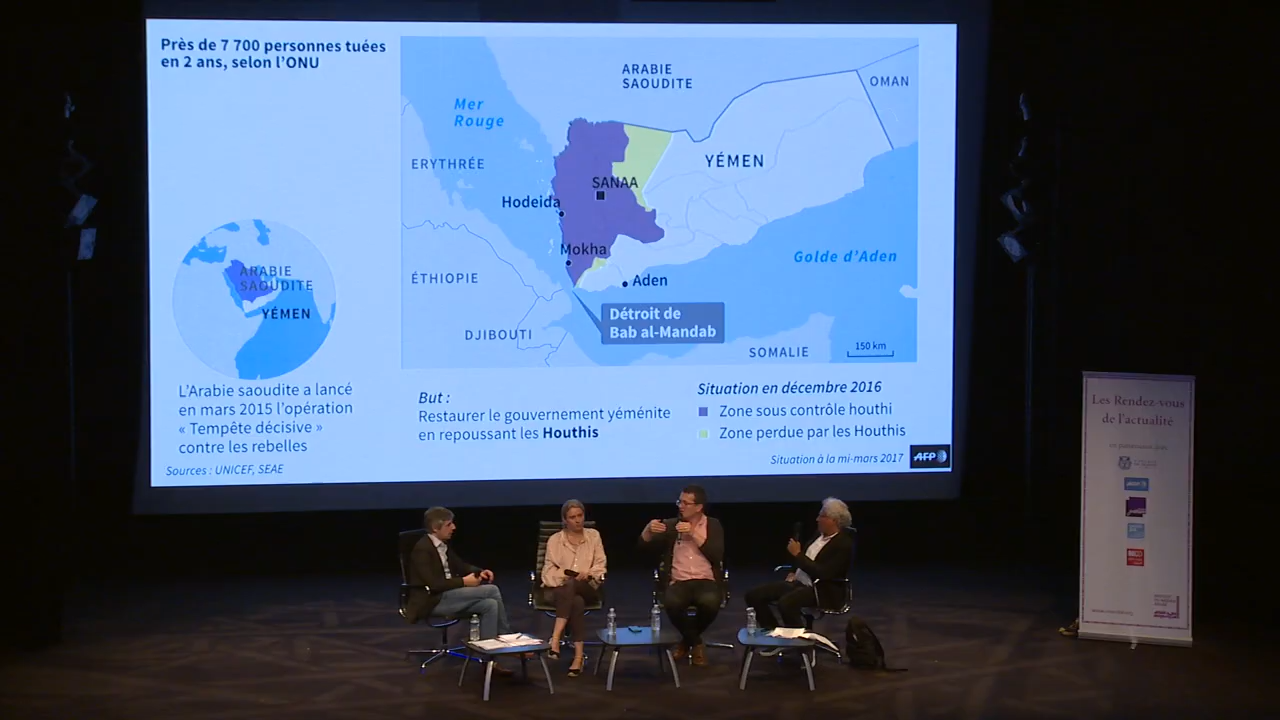 Près de 7 700 personnes tuées
en 2 ans, selon l'ONU
ARABIE
SAOUDITE
OMAN
Mer
Rouge
YÉMEN
ERYTHRÉE
SANAA
Hodeida
Mokha
Golde d'Aden
ÉTHIOPIE
Aden
Détroit de
Bab al-Mandab
DJIBOUTI
SOMALIE
150 km
ARABIE
SAOUDITE
YÉMEN
L'Arabie saoudite a lancé
en mars 2015 l'opération
« Tempête décisive »
contre les rebelles
Sources : UNICEF, SEAE
But :
Restaurer le gouvernement yéménite
en repoussant les Houthis
Situation en décembre 2016
Zone sous contrôle houthi
Zone perdue par les Houthis
Situation à la mi-mars 2017
AFP
Les Rendez-vous
de l'actualité
AFP